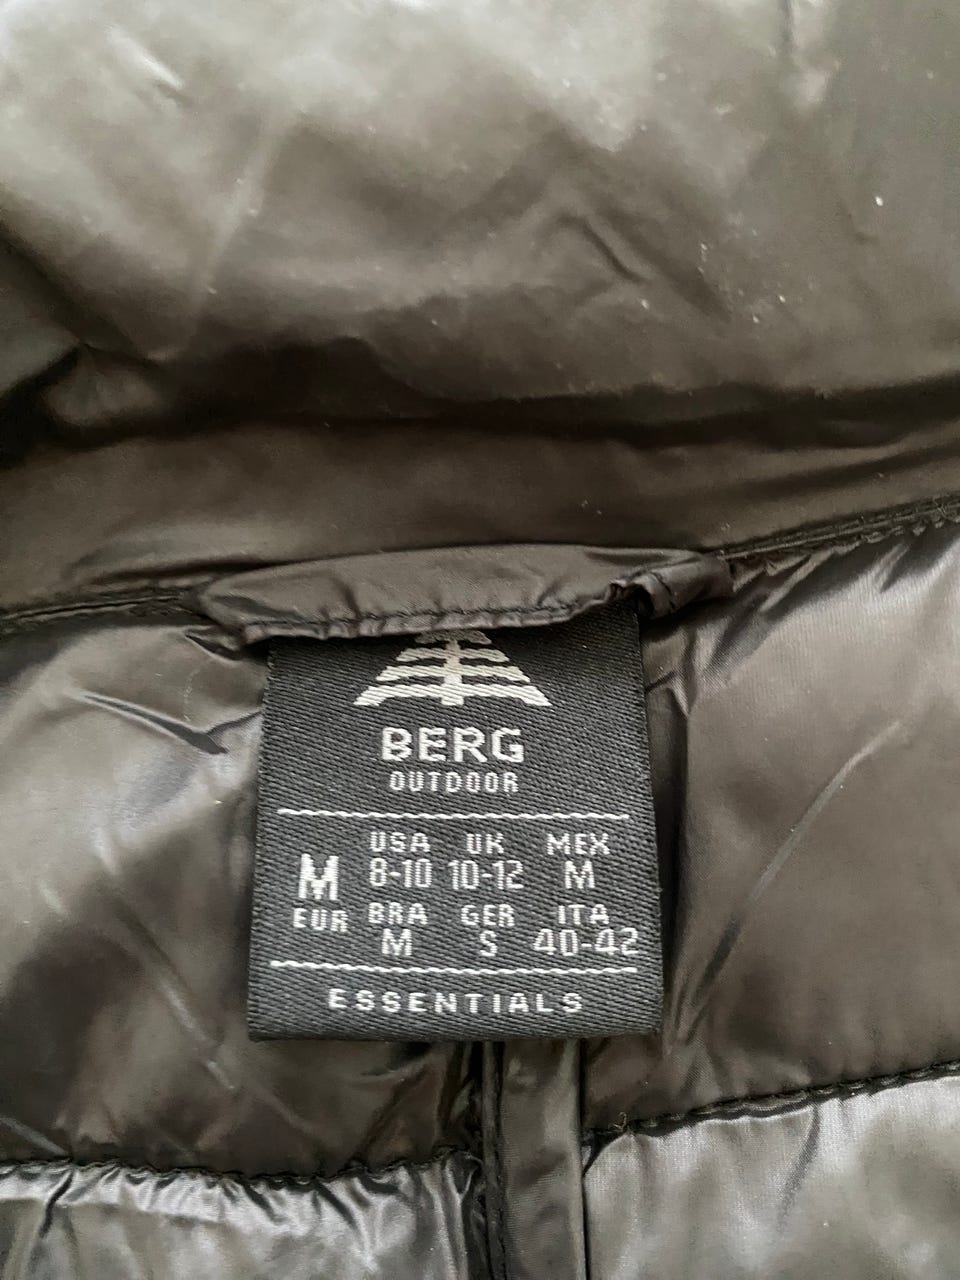 BERG
OUTDOOR
USA UK MEX
M 8-10 10-12 M
EUR BRA GER ITA
M S 40-42
ESSENTIALS